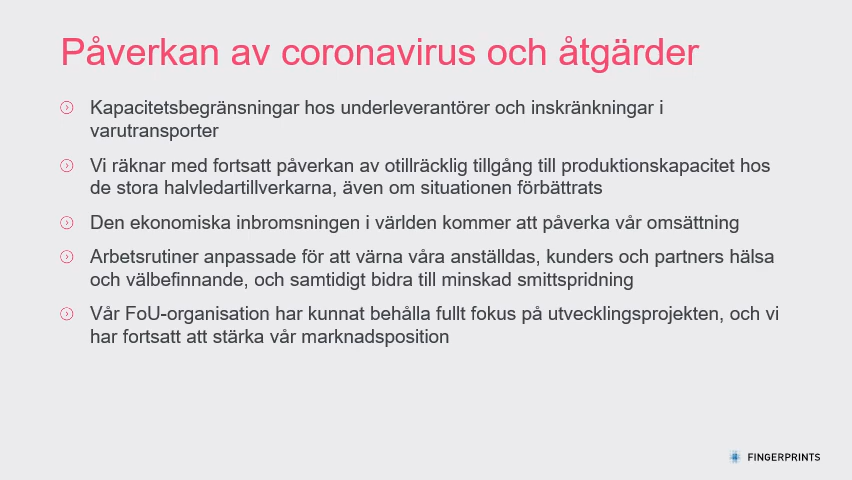 Påverkan av coronavirus och åtgärder
Kapacitetsbegränsningar hos underleverantörer och inskränkningar i
varutransporter
Vi räknar med fortsatt påverkan av otillräcklig tillgång till produktionskapacitet hos
de stora halvledartillverkarna, även om situationen förbättrats
Den ekonomiska inbromsningen i världen kommer att påverka vår omsättning
Arbetsrutiner anpassade för att värna våra anställdas, kunders och partners hälsa
och välbefinnande, och samtidigt bidra till minskad smittspridning
Vår FoU-organisation har kunnat behålla fullt fokus på utvecklingsprojekten, och vi
har fortsatt att stärka vår marknadsposition
FINGERPRINTS